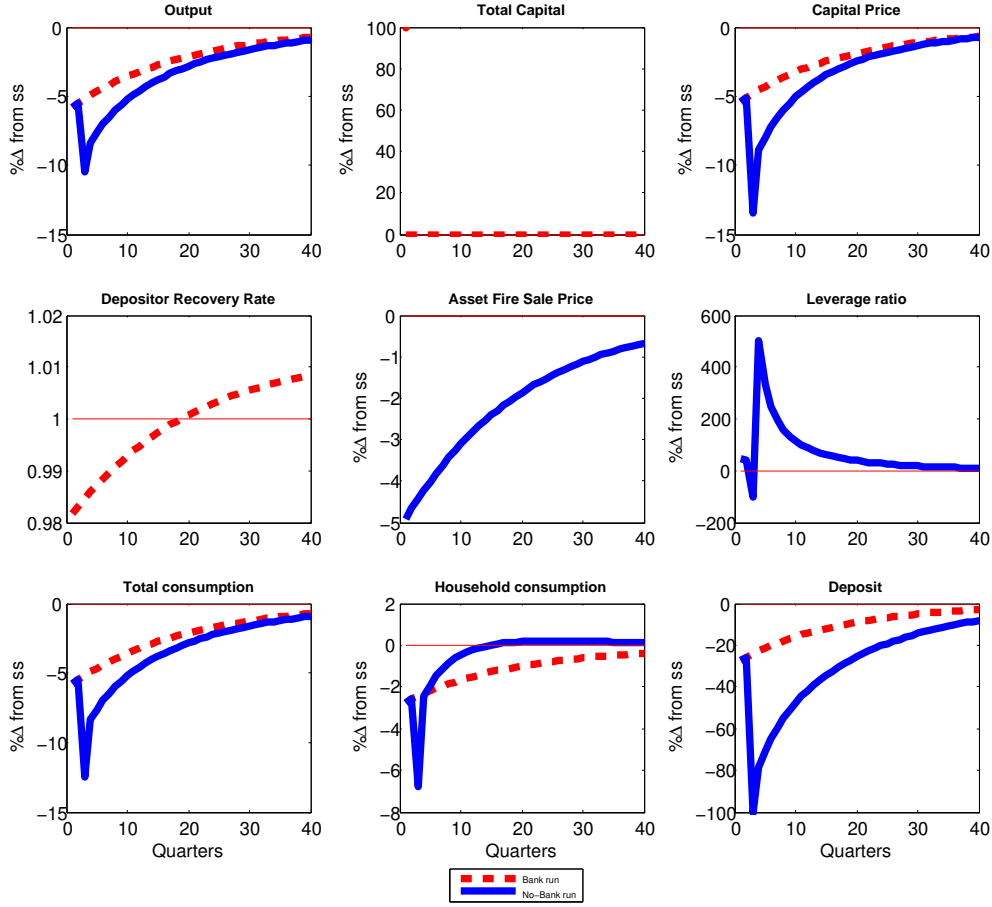 Output
Total Capital
Capital Price
%Δ from ss
0
−5
−10
−15
0 10 20 30 40
%Δ from ss
100
80
60
40
20
0
0 10 20 30 40
%Δ from ss
0
−5
−10
−15
0 10 20 30 40
Depositor Recovery Rate
Asset Fire Sale Price
Leverage ratio
1.02
1.01
1
0.99
0.98
0 10 20 30 40
%Δ from ss
0
−1
−2
−3
−4
−5
0 10 20 30 40
%Δ from ss
600
400
200
0
−200
0 10 20 30 40
Total consumption
Household consumption
Deposit
%Δ from ss
0
−5
−10
−15
0 10 20 30 40
Quarters
%Δ from ss
2
0
−2
−4
−6
−8
0 10 20 30 40
Quarters
%Δ from ss
0
−20
−40
−60
−80
−100
0 10 20 30 40
Quarters
Bank run
No−Bank run